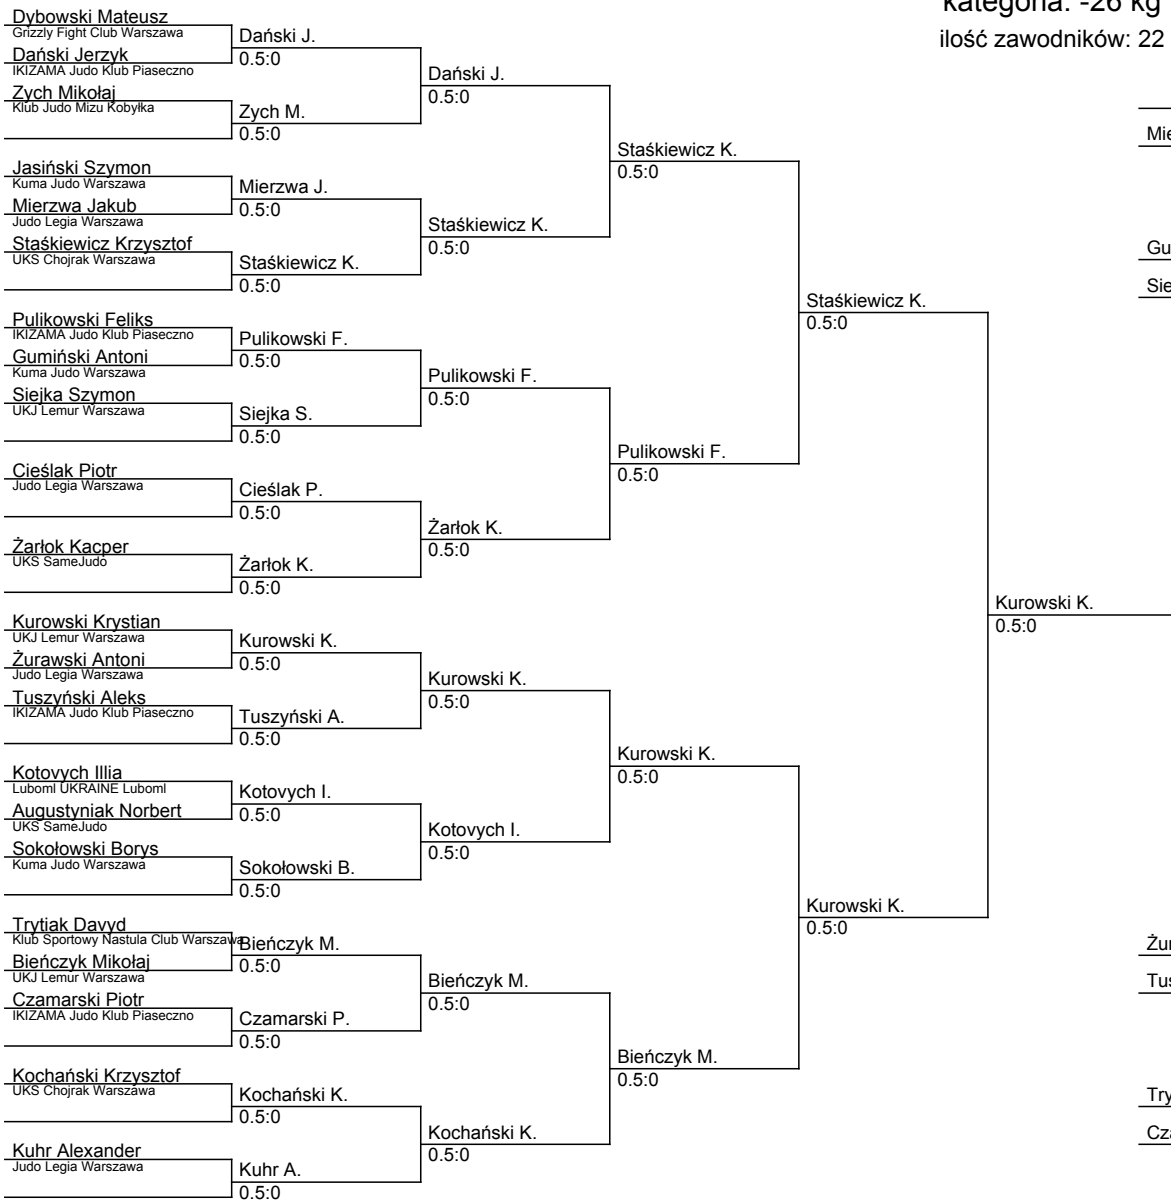 kategoria: -26 kg
ilość zawodników: 22
Dybowski Mateusz
Grizzly Fight Club Warszawa
Dański Jerzyk
IKIZAMA Judo Klub Piaseczno
Zych Mikołaj
Klub Judo Mizu Kobyłka
Jasiński Szymon
Kuma Judo Warszawa
Mierzwa Jakub
Judo Legia Warszawa
Staśkiewicz Krzysztof
UKS Chojrak Warszawa
Pulikowski Feliks
IKIZAMA Judo Klub Piaseczno
Gumiński Antoni
Kuma Judo Warszawa
Siejka Szymon
UKJ Lemur Warszawa
Cieślak Piotr
Judo Legia Warszawa
Żarłok Kacper
UKS SameJudo
Kurowski Krystian
UKJ Lemur Warszawa
Żurawski Antoni
Judo Legia Warszawa
Tuszyński Aleks
IKIZAMA Judo Klub Piaseczno
Kotovych Illia
Luboml UKRAINE Luboml
Augustyniak Norbert
UKS SameJudo
Sokołowski Borys
Kuma Judo Warszawa
Trytiak Davyd
Klub Sportowy Nastula Club Warszawa
Bieńczyk Mikołaj
UKJ Lemur Warszawa
Czamarski Piotr
IKIZAMA Judo Klub Piaseczno
Kochański Krzysztof
UKS Chojrak Warszawa
Kuhr Alexander
Judo Legia Warszawa
Dański J.
0.5:0
Zych M.
0.5:0
Mierzwa J.
0.5:0
Staśkiewicz K.
0.5:0
Pulikowski F.
0.5:0
Siejka S.
0.5:0
Cieślak P.
0.5:0
Żarłok K.
0.5:0
Kurowski K.
0.5:0
Tuszyński A.
0.5:0
Kotovych I.
0.5:0
Sokołowski B.
0.5:0
Bieńczyk M.
0.5:0
Czamarski P.
0.5:0
Kochański K.
0.5:0
Kuhr A.
0.5:0
Dański J.
0.5:0
Staśkiewicz K.
0.5:0
Pulikowski F.
0.5:0
Żarłok K.
0.5:0
Kurowski K.
0.5:0
Kotovych I.
0.5:0
Bieńczyk M.
0.5:0
Kochański K.
0.5:0
Staśkiewicz K.
0.5:0
Pulikowski F.
0.5:0
Kurowski K.
0.5:0
Bieńczyk M.
0.5:0
Staśkiewicz K.
0.5:0
Kurowski K.
0.5:0
Kurowski K.
0.5:0